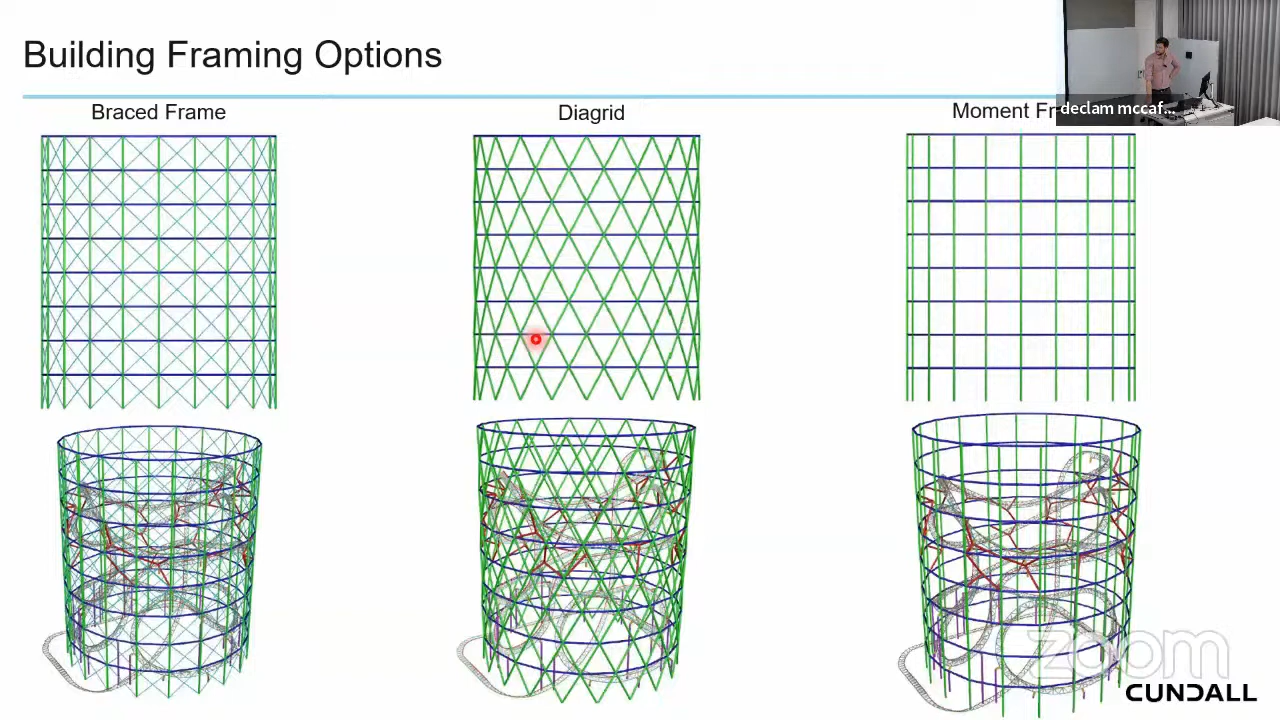 Building Framing Options
Braced Frame
Diagrid
Moment Fr
declam mccaf...
zoom
CUNDALL